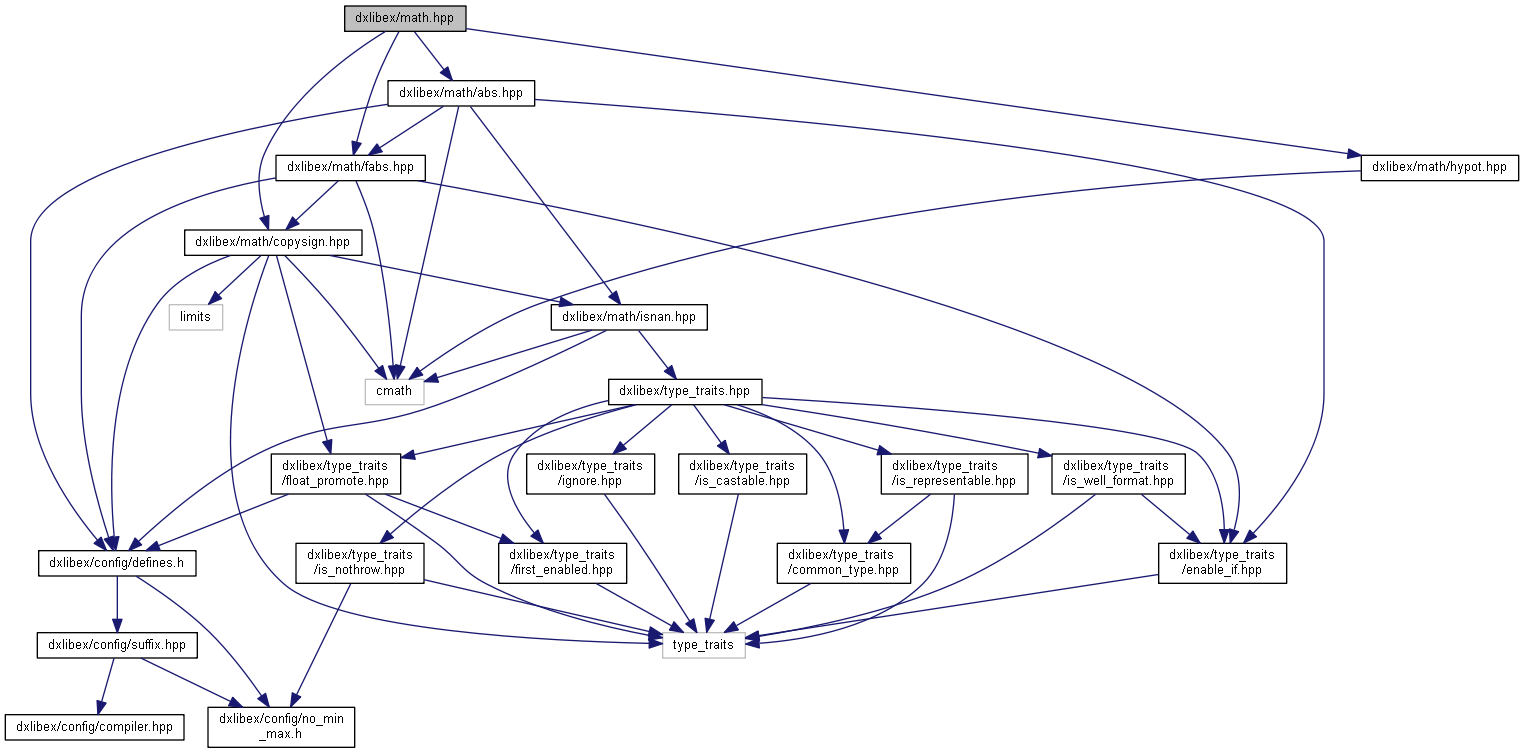 dxlibex/math.hpp
dxlibex/math/abs.hpp
dxlibex/math/fabs.hpp
dxlibex/math/hypot.hpp
dxlibex/math/copysign.hpp
limits
dxlibex/math/isnan.hpp
cmath
dxlibex/type_traits.hpp
dxlibex/type_traits
/float_promote.hpp
dxlibex/type_traits
/ignore.hpp
dxlibex/type_traits
/is_castable.hpp
dxlibex/type_traits
/is_representable.hpp
dxlibex/type_traits
/is_well_format.hpp
dxlibex/config/defines.h
dxlibex/type_traits
/is_nothrow.hpp
dxlibex/type_traits
/first_enabled.hpp
dxlibex/type_traits
/common_type.hpp
dxlibex/type_traits
/enable_if.hpp
dxlibex/config/suffix.hpp
type_traits
dxlibex/config/compiler.hpp
dxlibex/config/no_min
_max.h